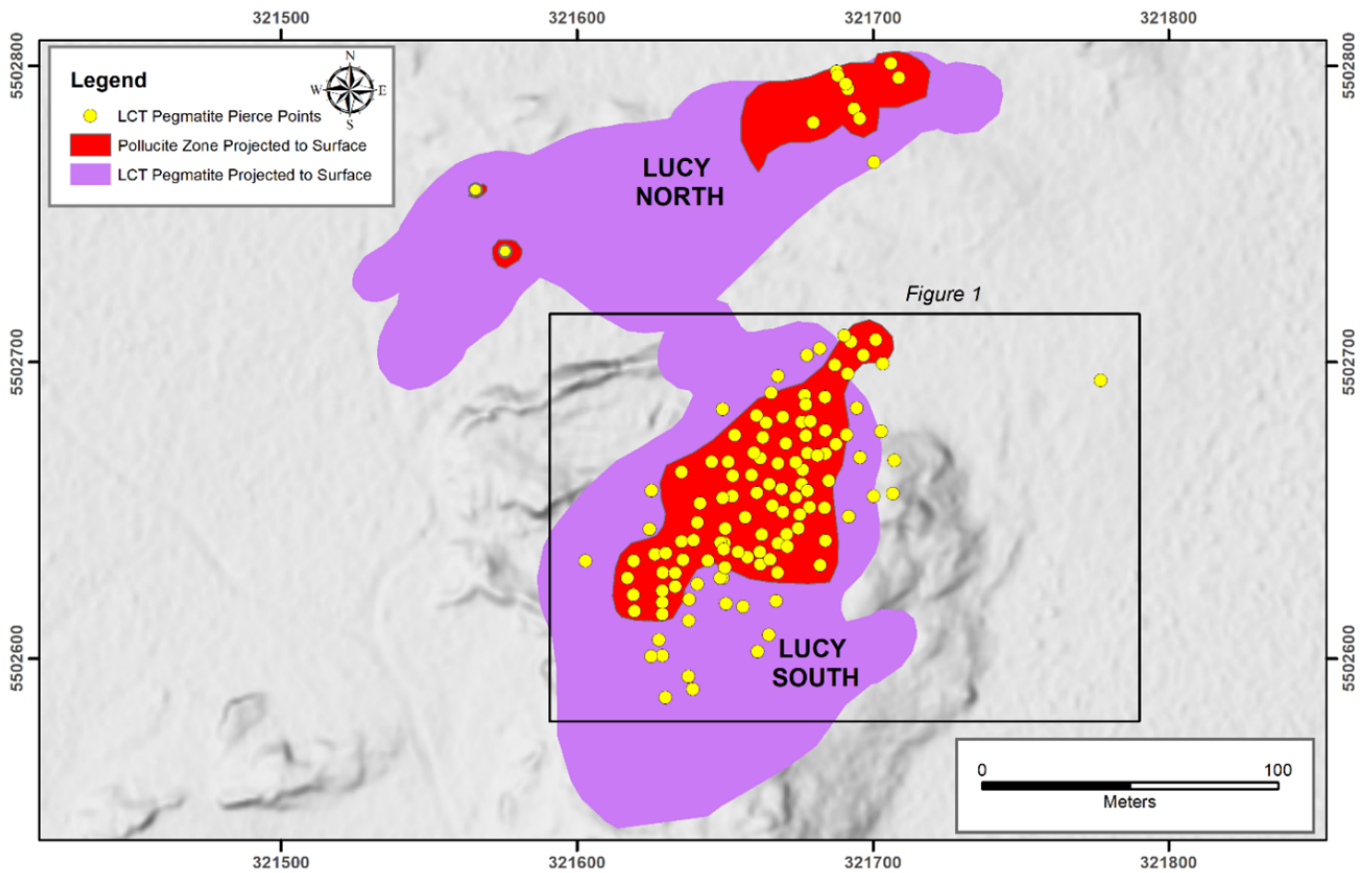 321500 321600 321700 321800
5502800
5502800
Legend
N
W E
S
LCT Pegmatite Pierce Points
Pollucite Zone Projected to Surface
LCT Pegmatite Projected to Surface
LUCY
NORTH
Figure 1
5502700
5502700
5502600
5502600
LUCY
SOUTH
0 100
Meters
321500 321600 321700 321800